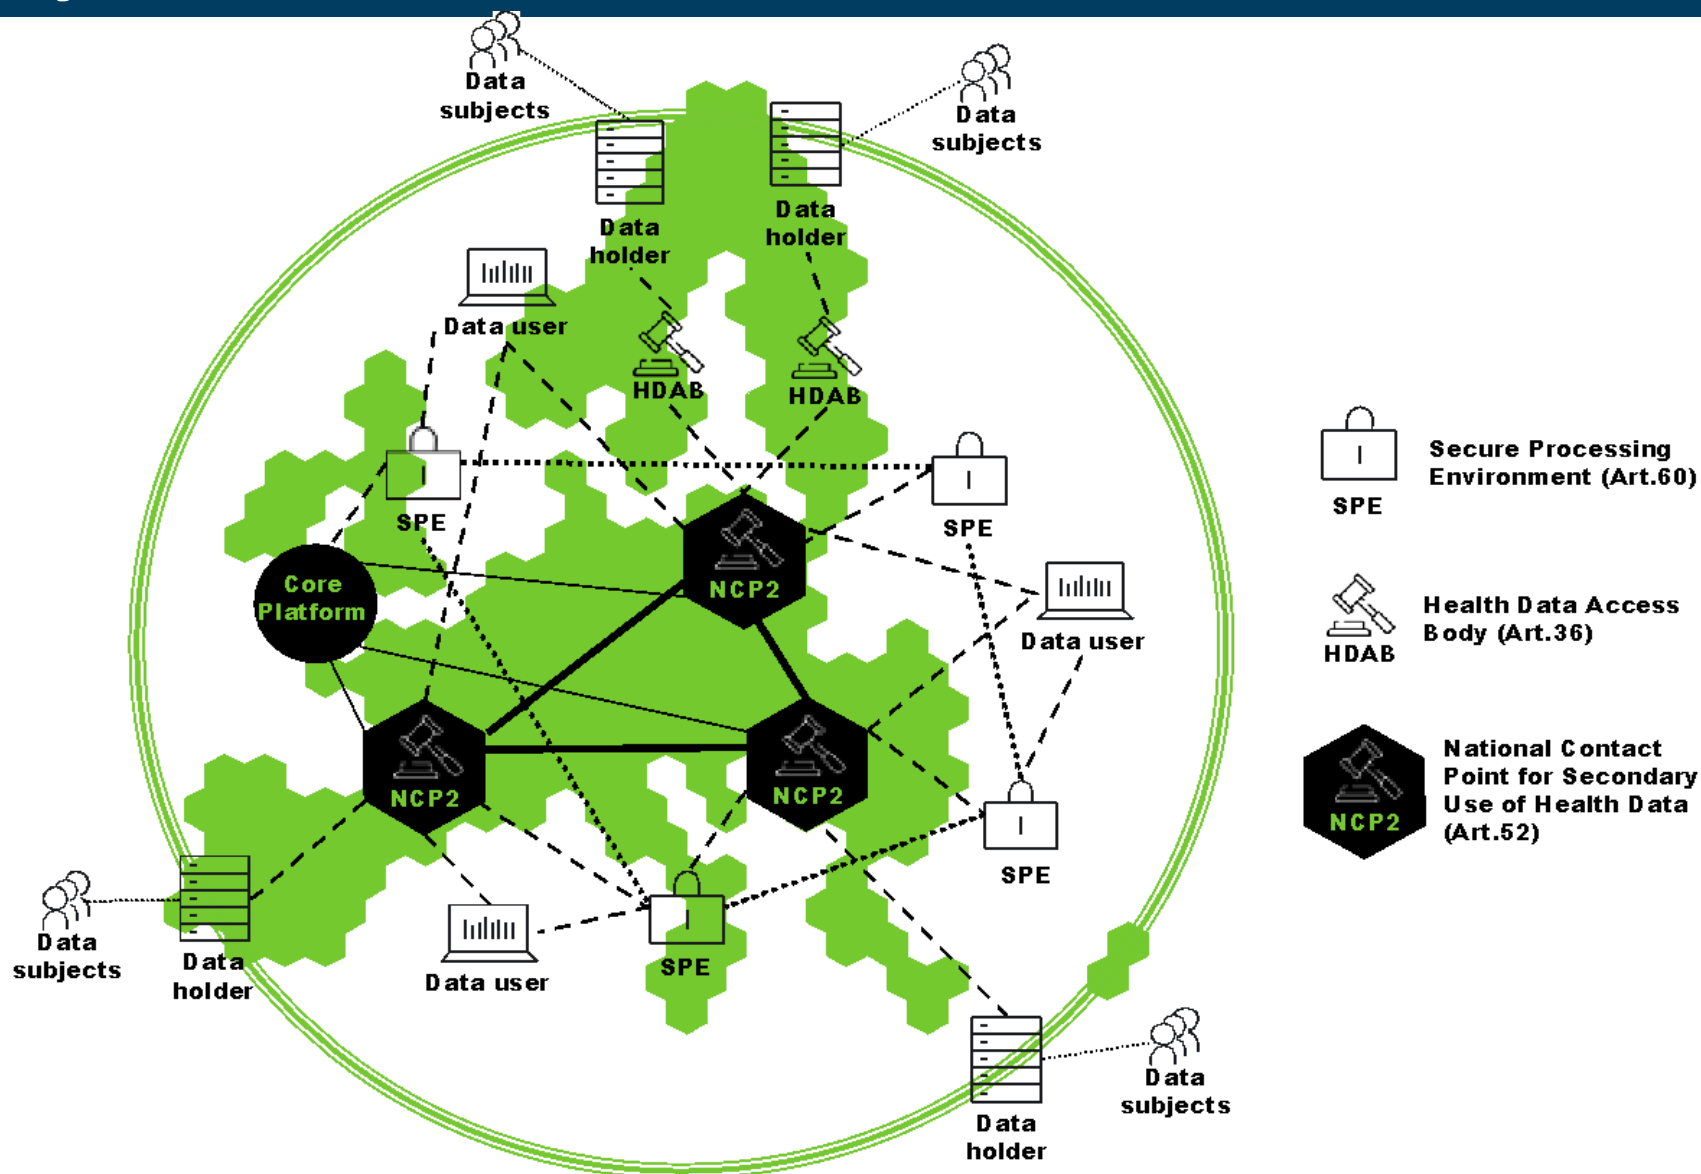 Data
subjects
Data
subjects
Data
holder
Data
holder
Data user
HDAB
HDAB
SPE
SPE
Core
Platform
NCP2
Data user
NCP2
NCP2
SPE
Data
subjects
Data
holder
Data user
SPE
Data
subjects
Data
holder
Secure Processing
Environment (Art.60)
SPE
Health Data Access
Body (Art.36)
HDAB
National Contact
Point for Secondary
Use of Health Data
(Art.52)
NCP2